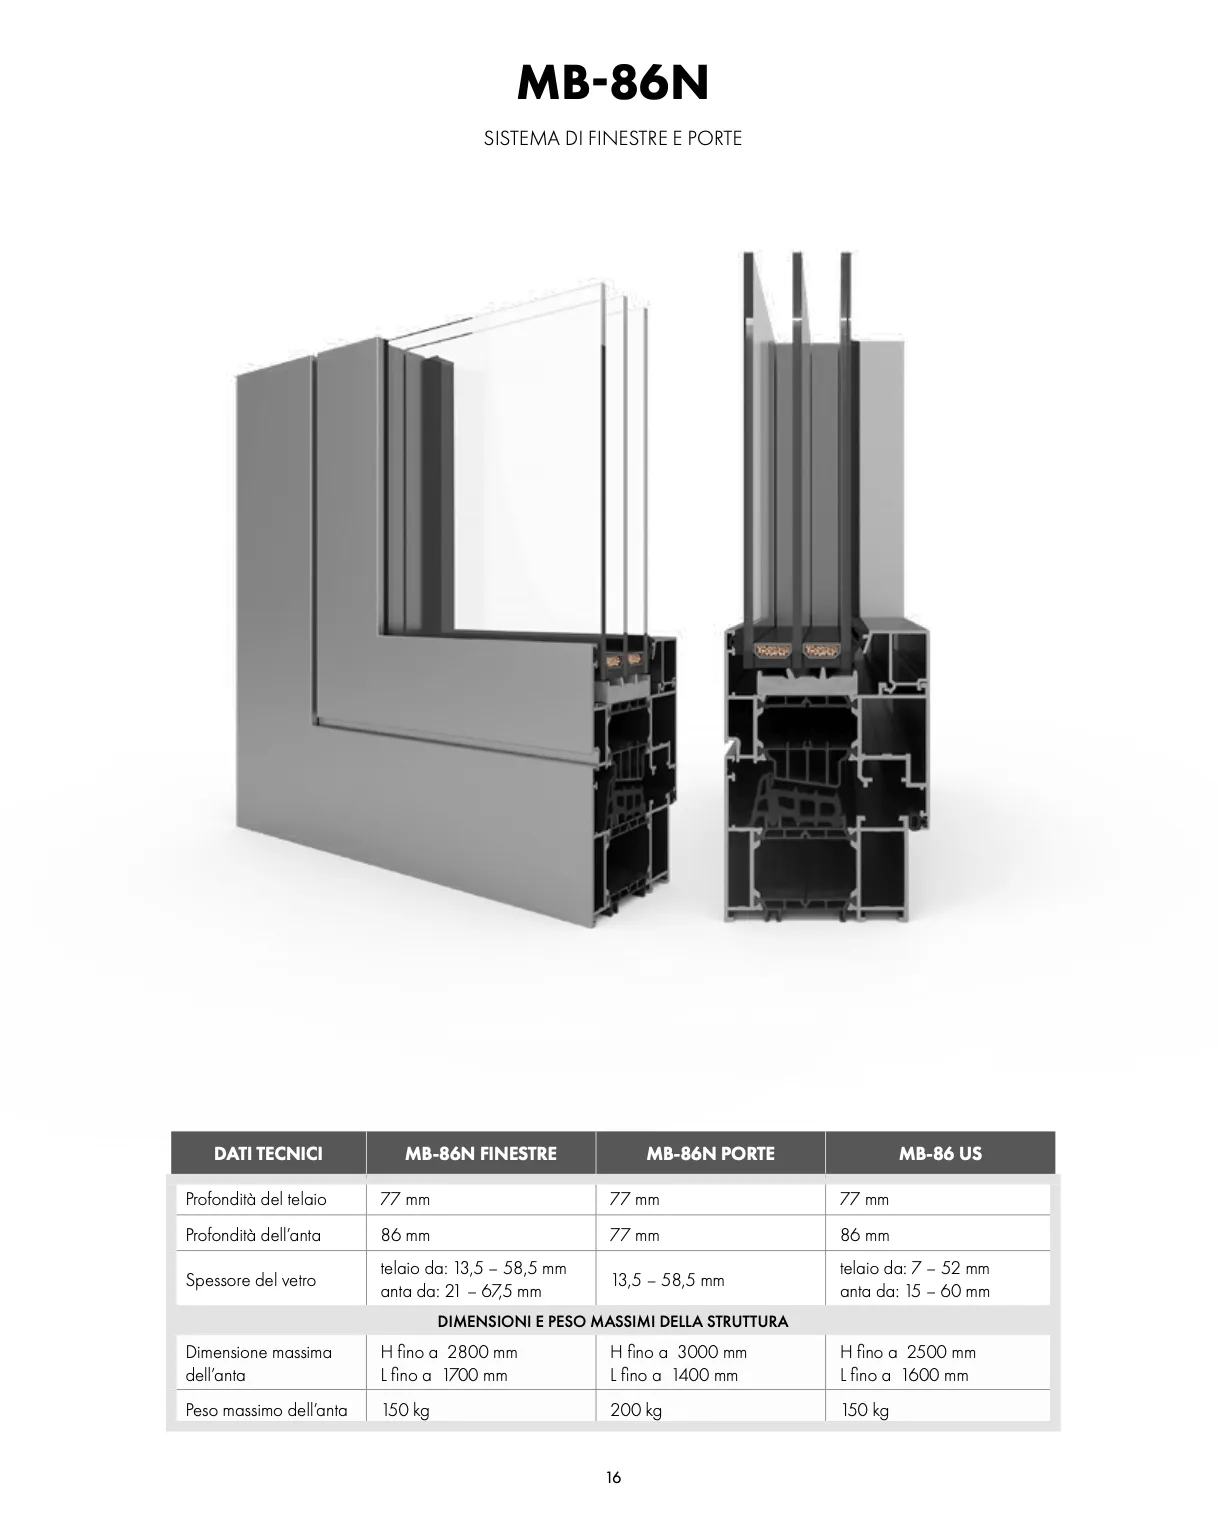 MB-86N
SISTEMA DI FINESTRE E PORTE
DATI TECNICI
MB-86N FINESTRE
MB-86N PORTE
MB-86 US
Profondità del telaio
77 mm
77 mm
77 mm
Profondità dell'anta
86 mm
77 mm
86 mm
Spessore del vetro
telaio da: 13,5 – 58,5 mm
anta da: 21 – 67,5 mm
13,5 – 58,5 mm
telaio da: 7 – 52 mm
anta da: 15 – 60 mm
DIMENSIONI E PESO MASSIMI DELLA STRUTTURA
Dimensione massima
dell'anta
H fino a 2800 mm
L fino a 1700 mm
H fino a 3000 mm
L fino a 1400 mm
H fino a 2500 mm
L fino a 1600 mm
Peso massimo dell'anta
150 kg
200 kg
150 kg
16